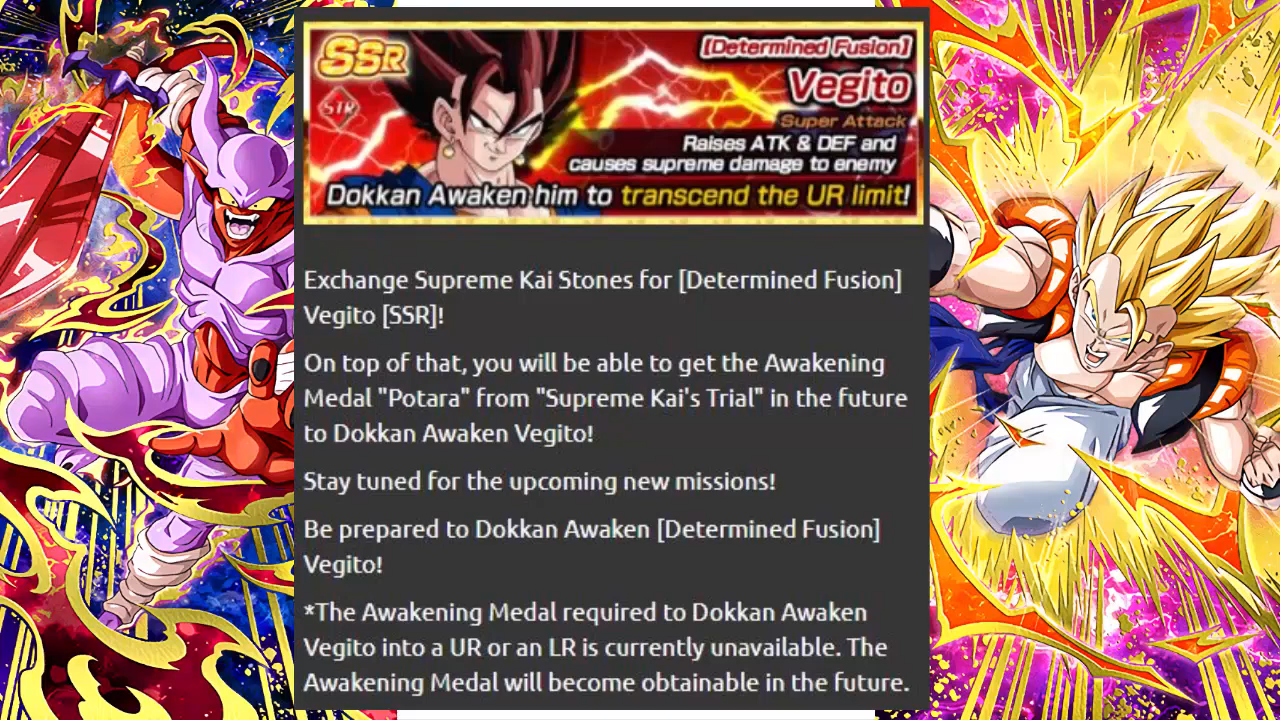 SSR
[Determined Fusion]
Vegito
STR
Super Attack
Raises ATK & DEF and
causes supreme damage to enemy
Dokkan Awaken him to transcend the UR limit!
Exchange Supreme Kai Stones for [Determined Fusion]
Vegito [SSR]!
On top of that, you will be able to get the Awakening
Medal "Potara" from "Supreme Kai's Trial" in the future
to Dokkan Awaken Vegito!
Stay tuned for the upcoming new missions!
Be prepared to Dokkan Awaken [Determined Fusion]
Vegito!
*The Awakening Medal required to Dokkan Awaken
Vegito into a UR or an LR is currently unavailable. The
Awakening Medal will become obtainable in the future.